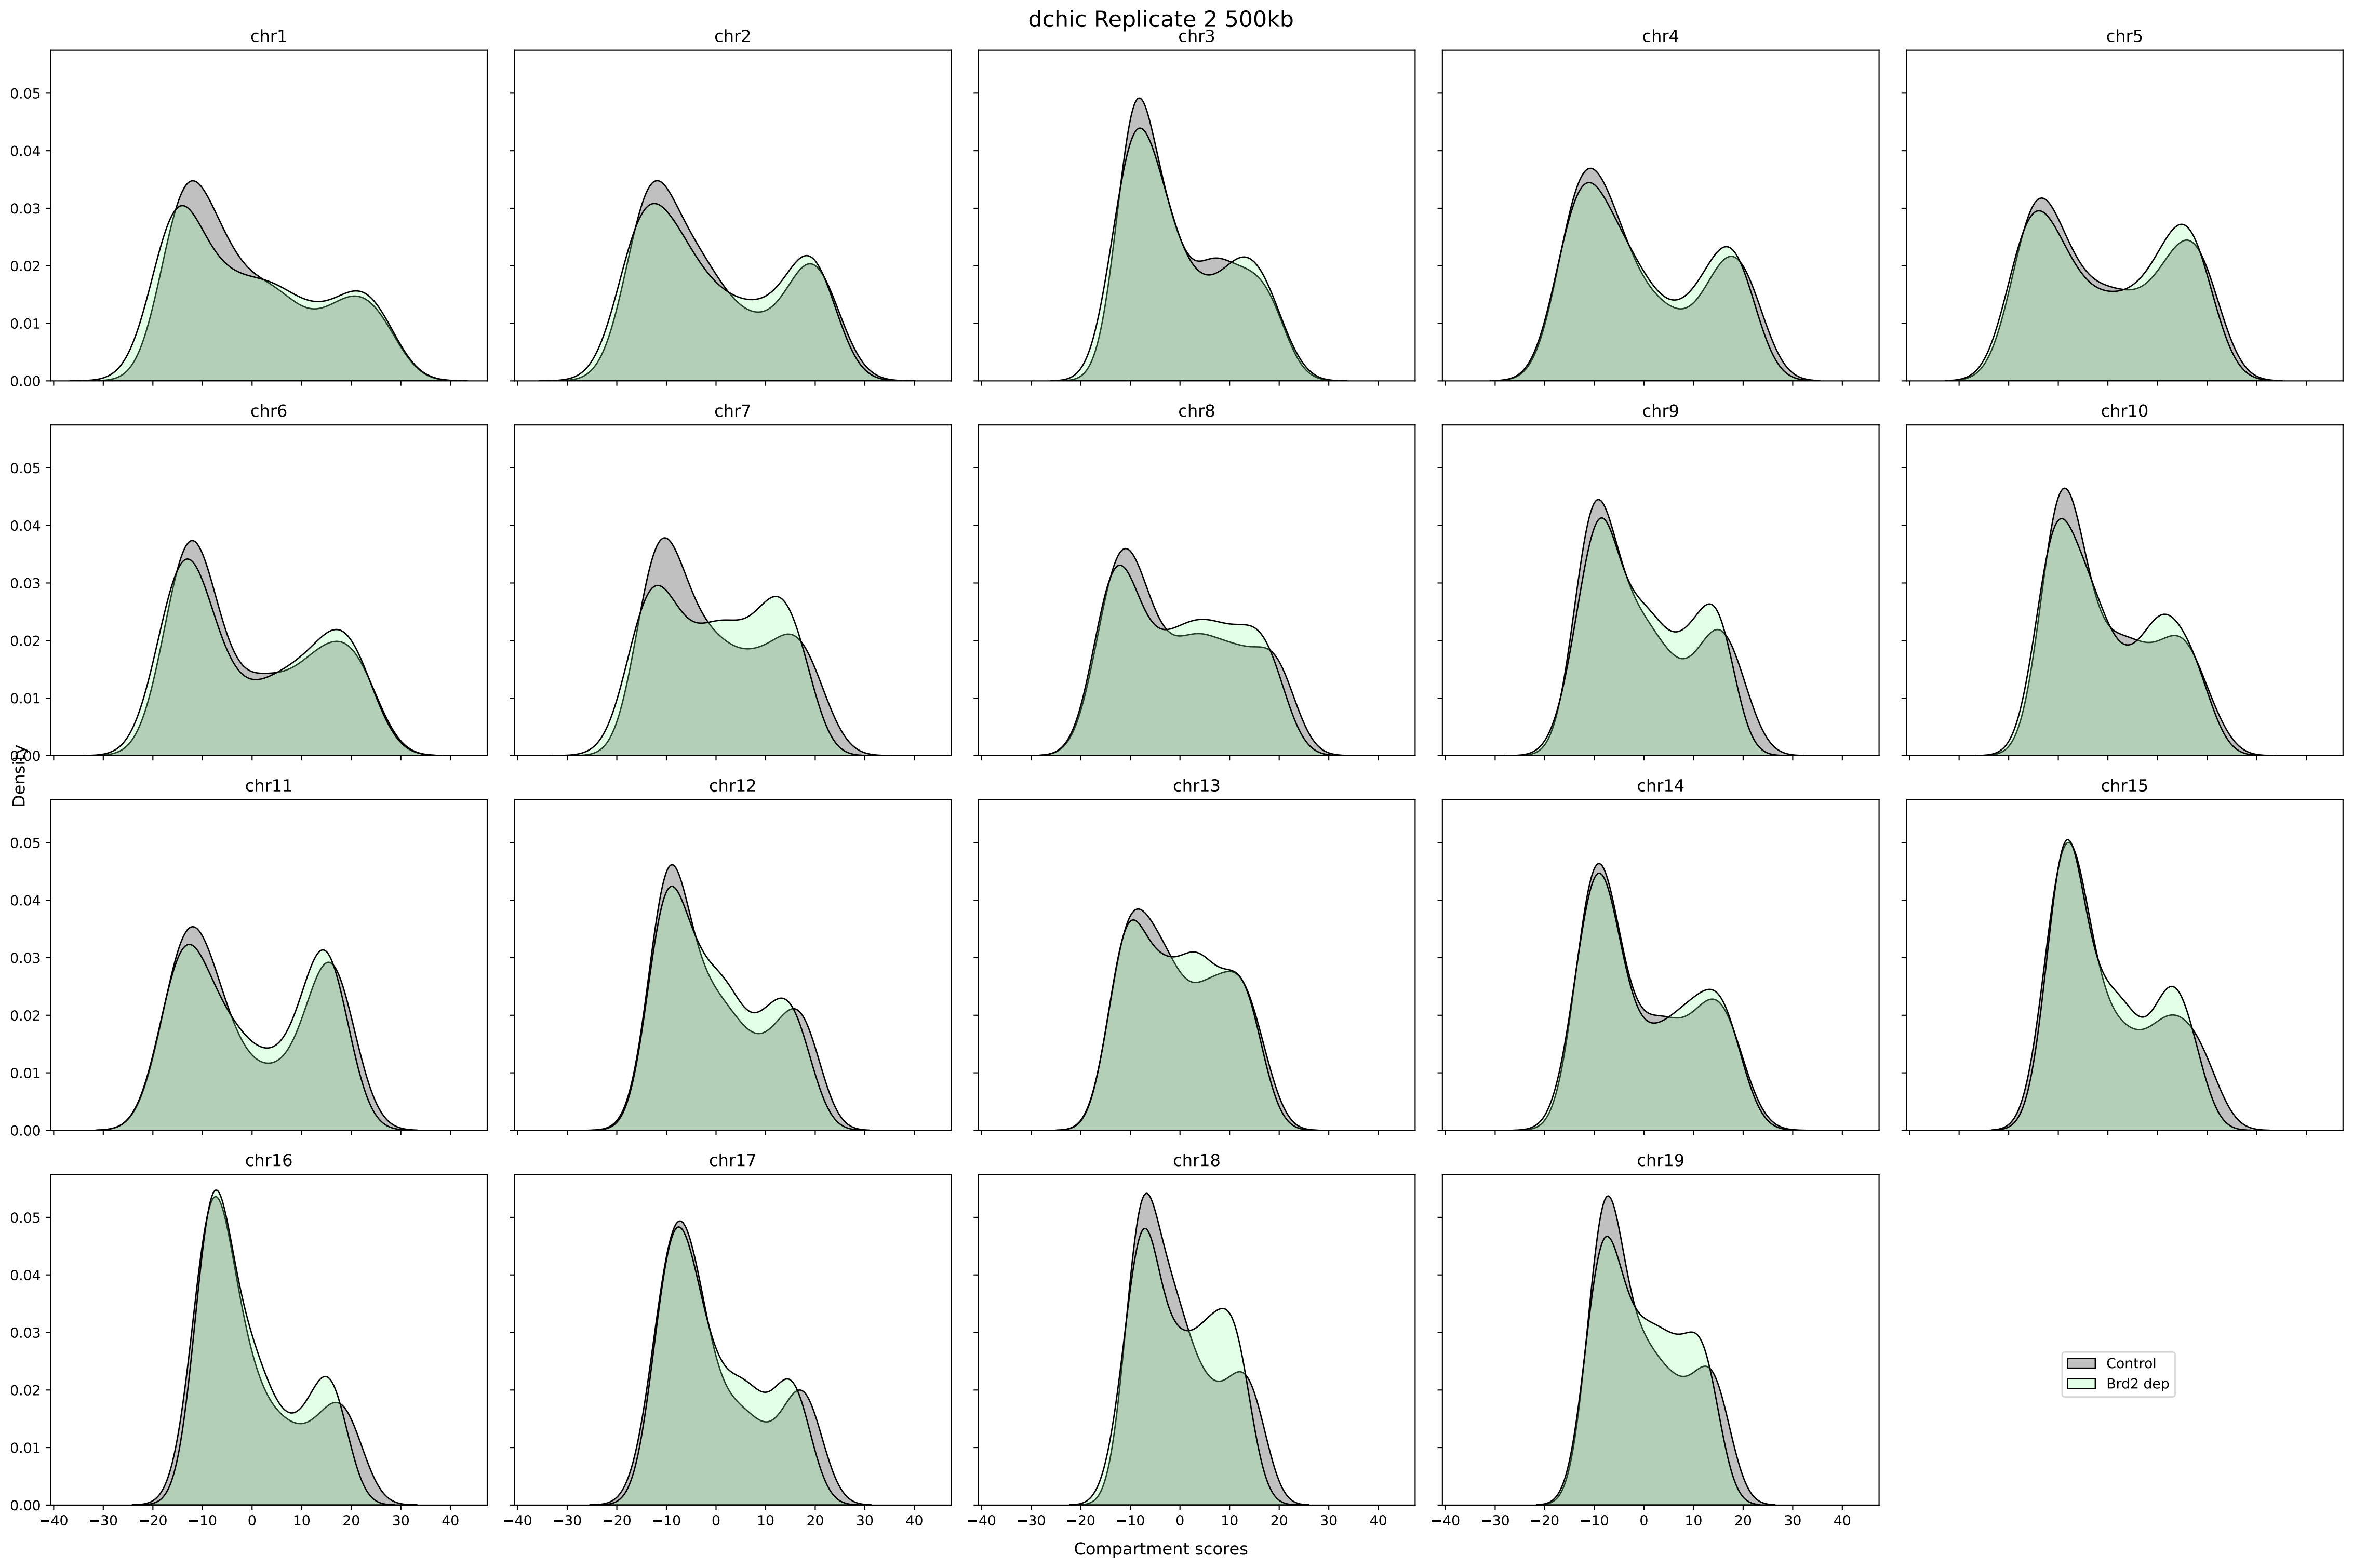 dchic Replicate 2 500kb
chr1 chr2 chr3 chr4 chr5
0.05
0.04
0.03
0.02
0.01
0.00
chr6 chr7 chr8 chr9 chr10
0.05
0.04
0.03
0.02
0.01
0.00
Density
chr11 chr12 chr13 chr14 chr15
0.05
0.04
0.03
0.02
0.01
0.00
chr16 chr17 chr18 chr19
0.05
0.04
0.03
0.02
0.01
0.00
Control
Brd2 dep
−40 −30 −20 −10 0 10 20 30 40 −40 −30 −20 −10 0 10 20 30 40 −40 −30 −20 −10 0 10 20 30 40 −40 −30 −20 −10 0 10 20 30 40
Compartment scores